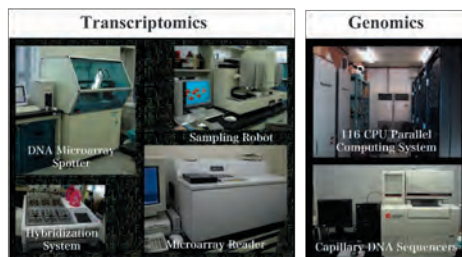 Transcriptomics
DNA Microarray
Spotter
Sampling Robot
Hybridization
System
Microarray Reader
Genomics
116 CPU Parallel
Computing System
Capillary DNA Sequencers